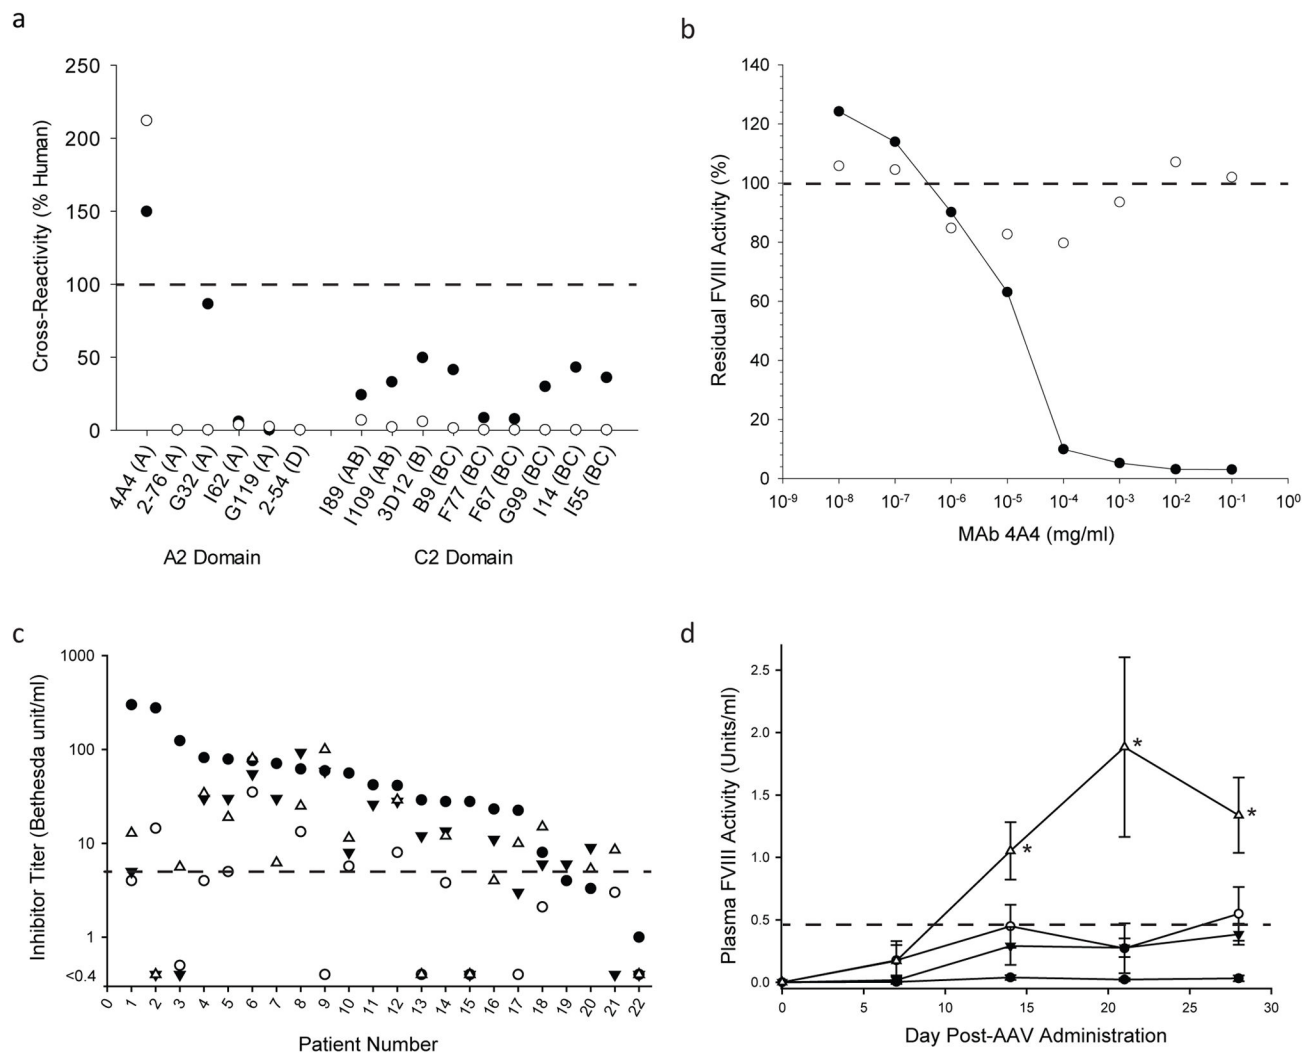 a
250
200
150
100
50
0
Cross-Reactivity (% Human)
4A4 (A)
2-76 (A)
G32 (A)
I62 (A)
G119 (A)
2-54 (D)
I89 (AB)
I109 (AB)
3D12 (B)
B9 (BC)
F77 (BC)
F67 (BC)
G99 (BC)
I14 (BC)
I55 (BC)
A2 Domain
C2 Domain
b
140
120
100
80
60
40
20
0
Residual FVIII Activity (%)
10⁻⁹ 10⁻⁸ 10⁻⁷ 10⁻⁶ 10⁻⁵ 10⁻⁴ 10⁻³ 10⁻² 10⁻¹ 10⁰
MAb 4A4 (mg/ml)
c
1000
100
10
1
<0.4
Inhibitor Titer (Bethesda unit/ml)
0 1 2 3 4 5 6 7 8 9 10 11 12 13 14 15 16 17 18 19 20 21 22
Patient Number
d
2.5
2.0
1.5
1.0
0.5
0.0
Plasma FVIII Activity (Units/ml)
*
*
*
0 5 10 15 20 25 30
Day Post-AAV Administration